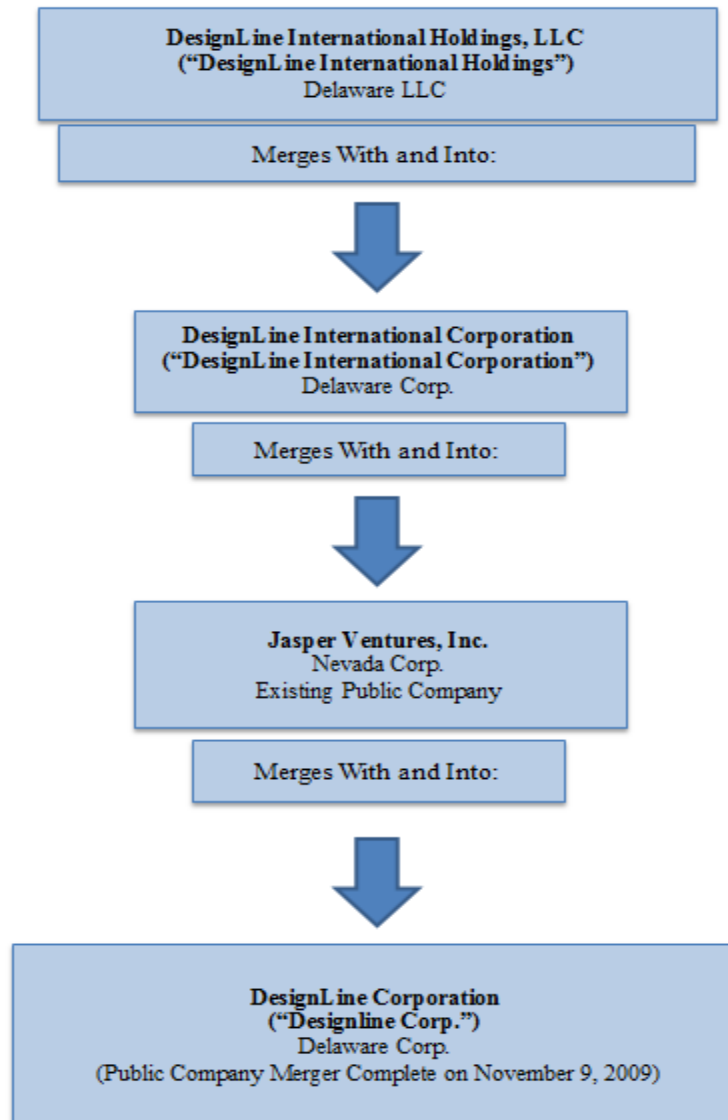 DesignLine International Holdings, LLC
(“DesignLine International Holdings”)
Delaware LLC
Merges With and Into:
DesignLine International Corporation
(“DesignLine International Corporation”)
Delaware Corp.
Merges With and Into:
Jasper Ventures, Inc.
Nevada Corp.
Existing Public Company
Merges With and Into:
DesignLine Corporation
(“Designline Corp.”)
Delaware Corp.
(Public Company Merger Complete on November 9, 2009)